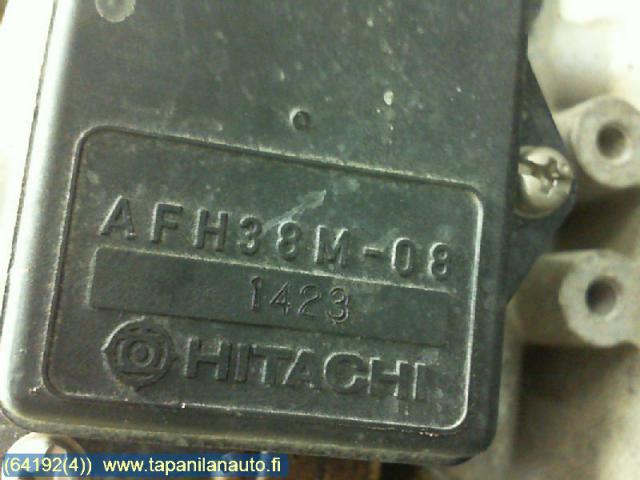 AFH38M-08
1423
HITACHI
(64192(4)) www.tapanilanauto.fi